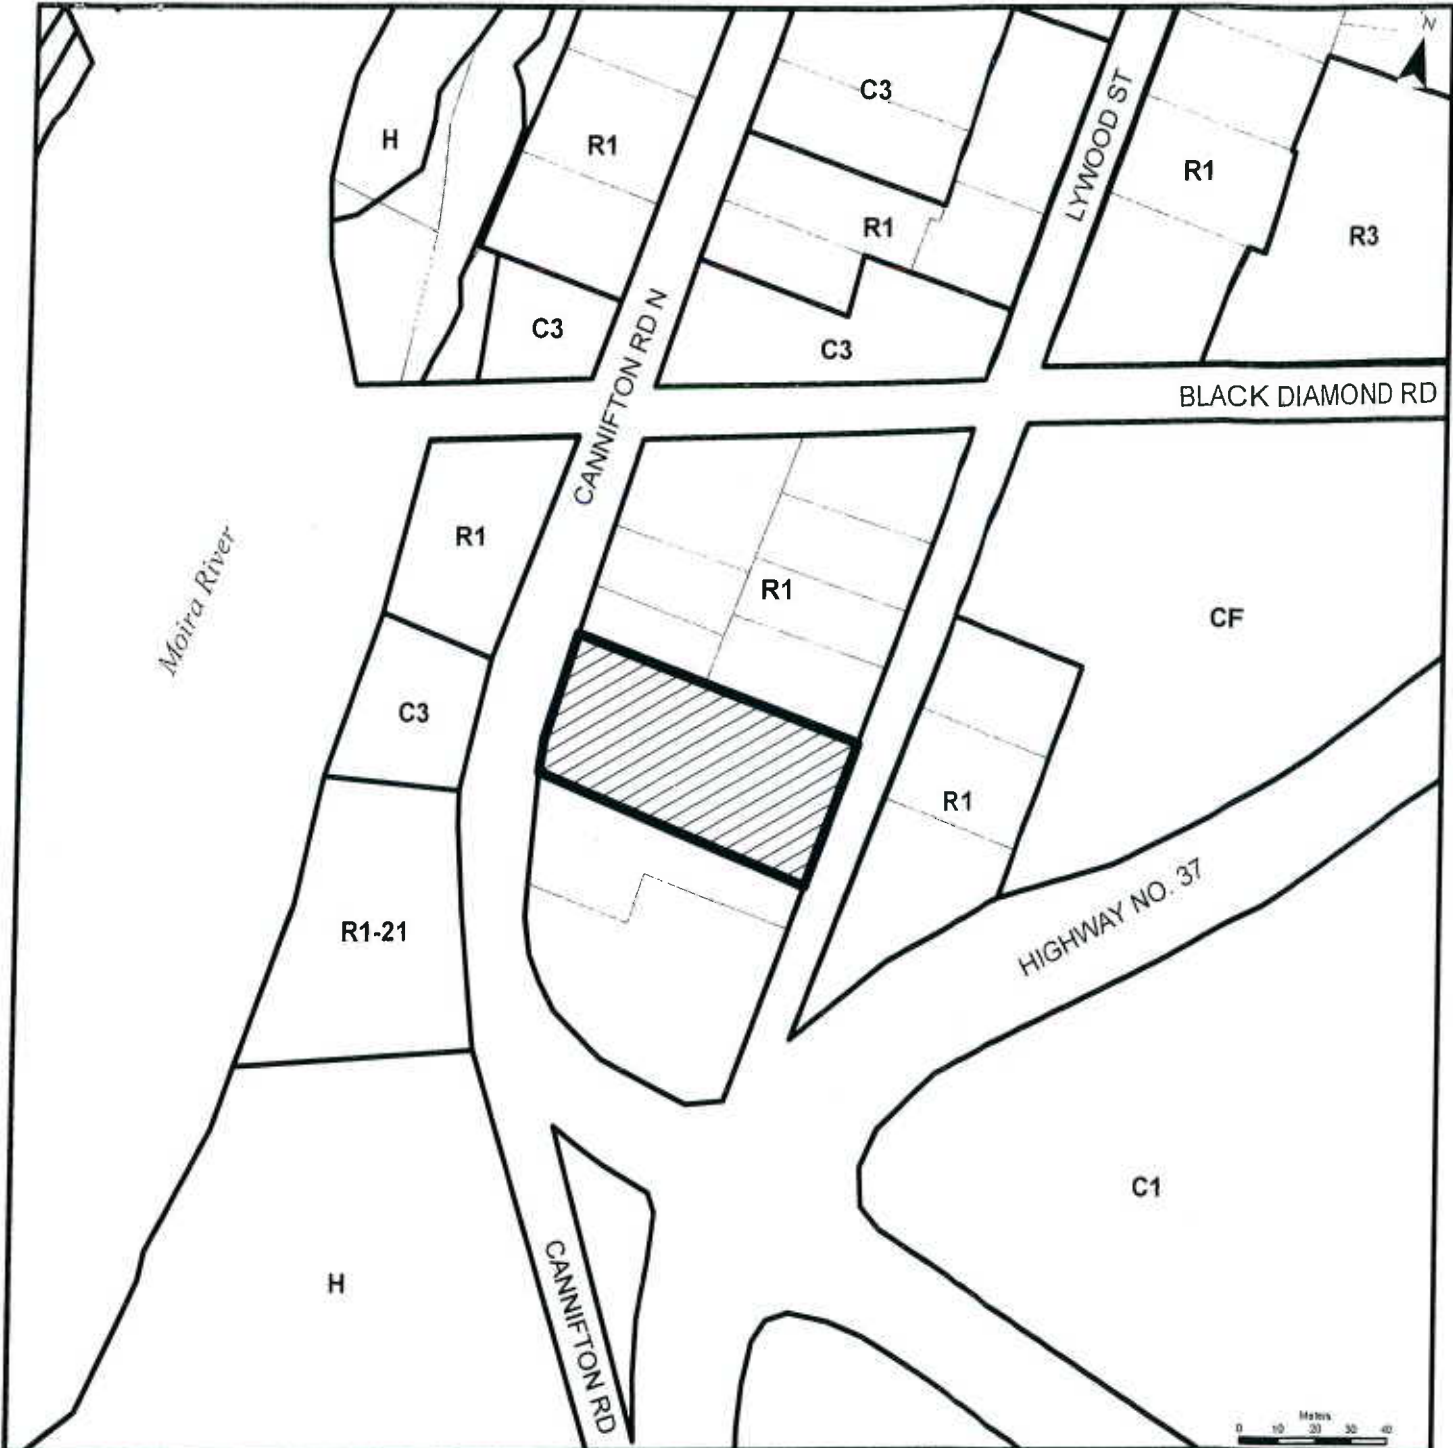 N
C3
H
R1
LYWOOD ST
R1
R1
R3
C3
CANNIFTON RD N
C3
BLACK DIAMOND RD
R1
Moira River
R1
CF
C3
R1
R1-21
HIGHWAY NO. 37
C1
H
CANNIFTON RD
Meters
0 10 20 30 40